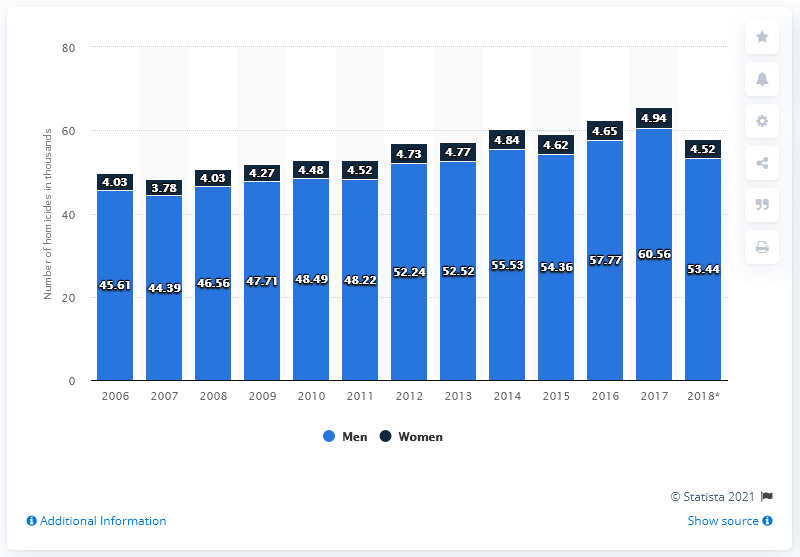 80
60
40
20
0
Number of homicides in thousands
4.03 3.78 4.03 4.27 4.48 4.52 4.73 4.77 4.84 4.62 4.65 4.94 4.52
45.61 44.39 46.56 47.71 48.49 48.22 52.24 52.52 55.53 54.36 57.77 60.56 53.44
2006 2007 2008 2009 2010 2011 2012 2013 2014 2015 2016 2017 2018*
Men Women
© Statista 2021
Additional Information Show source